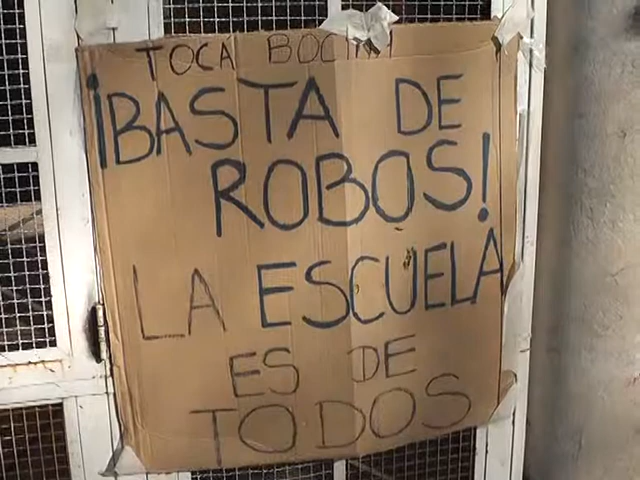 TOCA BOCINA
¡BASTA DE
ROBOS!
LA ESCUELA
ES DE
TODOS